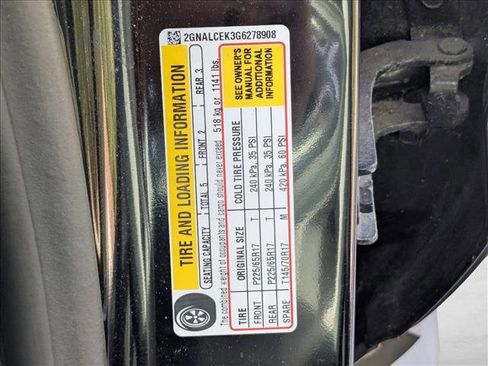 2GNALCEK3G6278908
TIRE AND LOADING INFORMATION
SEATING CAPACITY TOTAL 5 FRONT 2 REAR 3
The combined weight of occupants and cargo should never exceed 518 kg or 1141 lbs.
TIRE ORIGINAL SIZE COLD TIRE PRESSURE
FRONT P225/65R17 T 240 kPa, 35 PSI
REAR P225/65R17 T 240 kPa, 35 PSI
SPARE T145/70R17 M 420 kPa, 60 PSI
SEE OWNER'S
MANUAL FOR
ADDITIONAL
INFORMATION